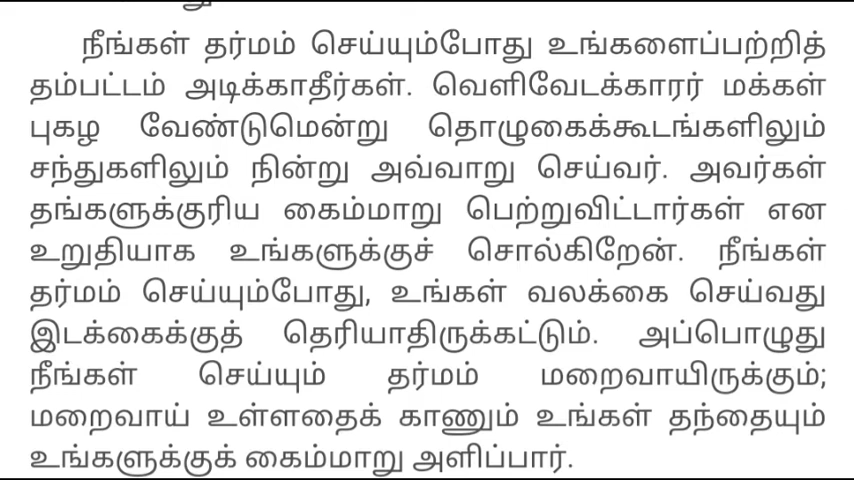 நீங்கள் தர்மம் செய்யும்போது உங்களைப்பற்றித்
தம்பட்டம் அடிக்காதீர்கள். வெளிவேடக்காரர் மக்கள்
புகழ வேண்டுமென்று தொழுகைக்கூடங்களிலும்
சந்துகளிலும் நின்று அவ்வாறு செய்வர். அவர்கள்
தங்களுக்குரிய கைம்மாறு பெற்றுவிட்டார்கள் என
உறுதியாக உங்களுக்குச் சொல்கிறேன். நீங்கள்
தர்மம் செய்யும்போது, உங்கள் வலக்கை செய்வது
இடக்கைக்குத் தெரியாதிருக்கட்டும். அப்பொழுது
நீங்கள் செய்யும் தர்மம் மறைவாயிருக்கும்;
மறைவாய் உள்ளதைக் காணும் உங்கள் தந்தையும்
உங்களுக்குக் கைம்மாறு அளிப்பார்.